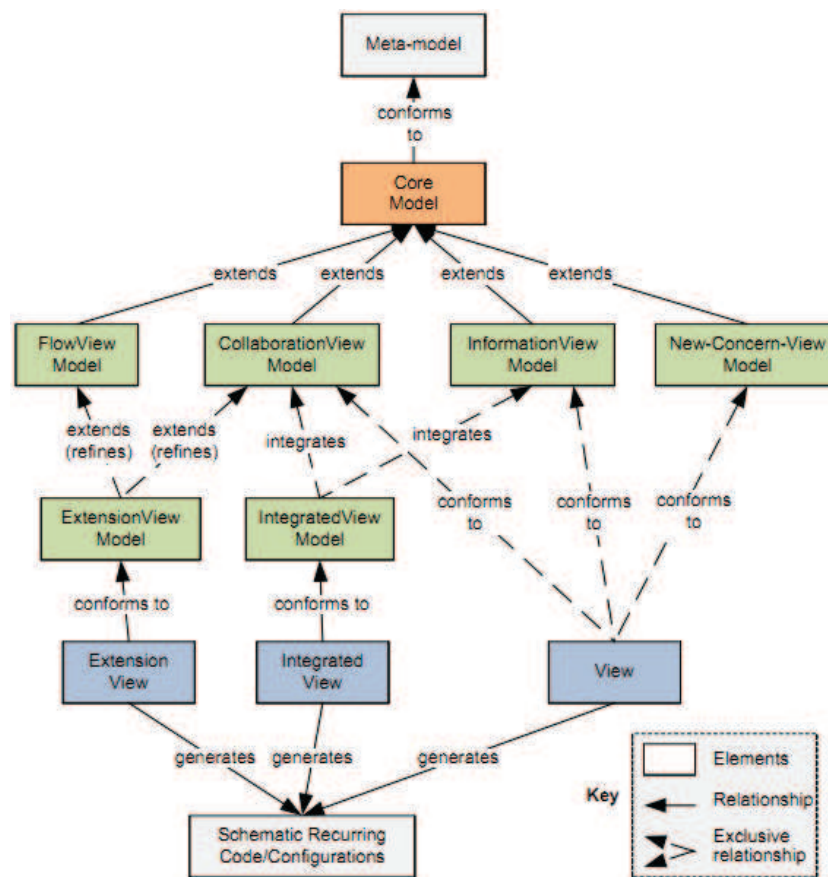 Meta-model
conforms
to
Core
Model
extends
extends
extends
extends
FlowView
Model
CollaborationView
Model
InformationView
Model
New-Concern-View
Model
extends
(refines)
extends
(refines)
integrates
integrates
conforms
to
conforms
to
conforms
to
ExtensionView
Model
IntegratedView
Model
conforms to
conforms to
Extension
View
Integrated
View
View
generates
generates
generates
Schematic Recurring
Code/Configurations
Key
Elements
Relationship
Exclusive
relationship